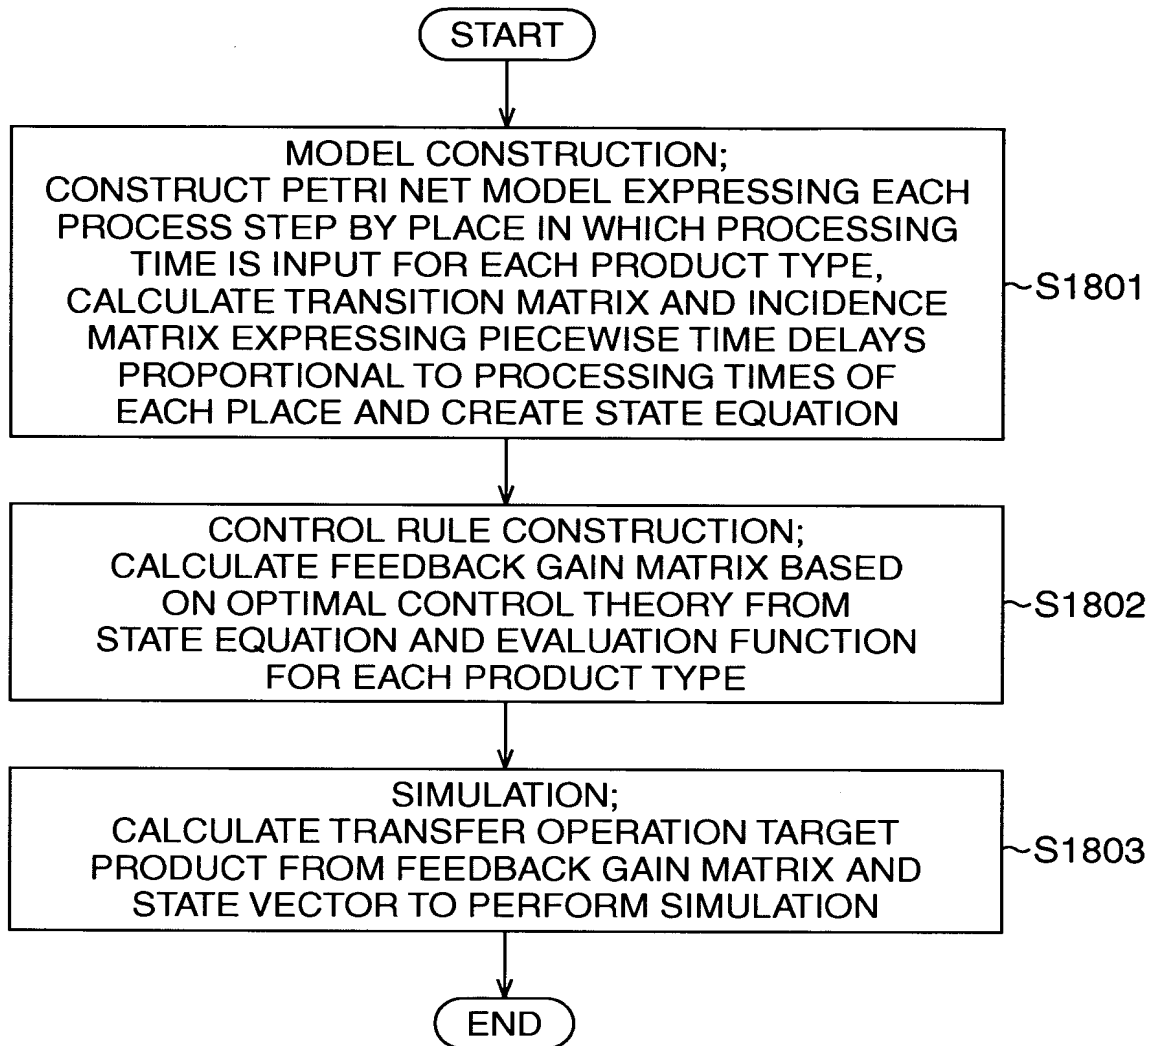 START
MODEL CONSTRUCTION;
CONSTRUCT PETRI NET MODEL EXPRESSING EACH
PROCESS STEP BY PLACE IN WHICH PROCESSING
TIME IS INPUT FOR EACH PRODUCT TYPE,
CALCULATE TRANSITION MATRIX AND INCIDENCE
MATRIX EXPRESSING PIECEWISE TIME DELAYS
PROPORTIONAL TO PROCESSING TIMES OF
EACH PLACE AND CREATE STATE EQUATION
~S1801
CONTROL RULE CONSTRUCTION;
CALCULATE FEEDBACK GAIN MATRIX BASED
ON OPTIMAL CONTROL THEORY FROM
STATE EQUATION AND EVALUATION FUNCTION
FOR EACH PRODUCT TYPE
~S1802
SIMULATION;
CALCULATE TRANSFER OPERATION TARGET
PRODUCT FROM FEEDBACK GAIN MATRIX AND
STATE VECTOR TO PERFORM SIMULATION
~S1803
END